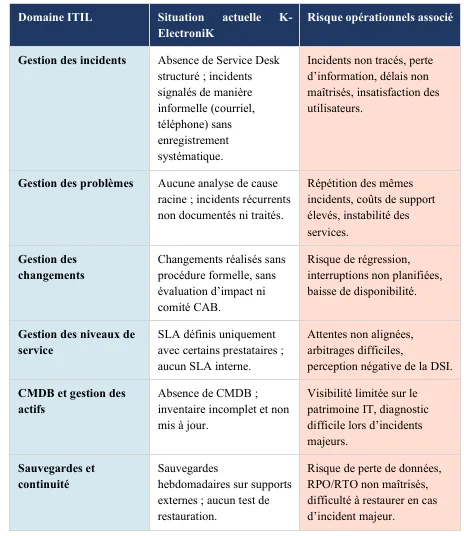 Domaine ITIL
Situation actuelle K-
ElectroniK
Risque opérationnels associé
Gestion des incidents
Absence de Service Desk
structuré ; incidents
signalés de manière
informelle (courriel,
téléphone) sans
enregistrement
systématique.
Incidents non tracés, perte
d’information, délais non
maîtrisés, insatisfaction des
utilisateurs.
Gestion des problèmes
Aucune analyse de cause
racine ; incidents récurrents
non documentés ni traités.
Répétition des mêmes
incidents, coûts de support
élevés, instabilité des
services.
Gestion des
changements
Changements réalisés sans
procédure formelle, sans
évaluation d’impact ni
comité CAB.
Risque de régression,
interruptions non planifiées,
baisse de disponibilité.
Gestion des niveaux de
service
SLA définis uniquement
avec certains prestataires ;
aucun SLA interne.
Attentes non alignées,
arbitrages difficiles,
perception négative de la DSI.
CMDB et gestion des
actifs
Absence de CMDB ;
inventaire incomplet et non
mis à jour.
Visibilité limitée sur le
patrimoine IT, diagnostic
difficile lors d’incidents
majeurs.
Sauvegardes et
continuité
Sauvegardes
hebdomadaires sur supports
externes ; aucun test de
restauration.
Risque de perte de données,
RPO/RTO non maîtrisés,
difficulté à restaurer en cas
d’incident majeur.